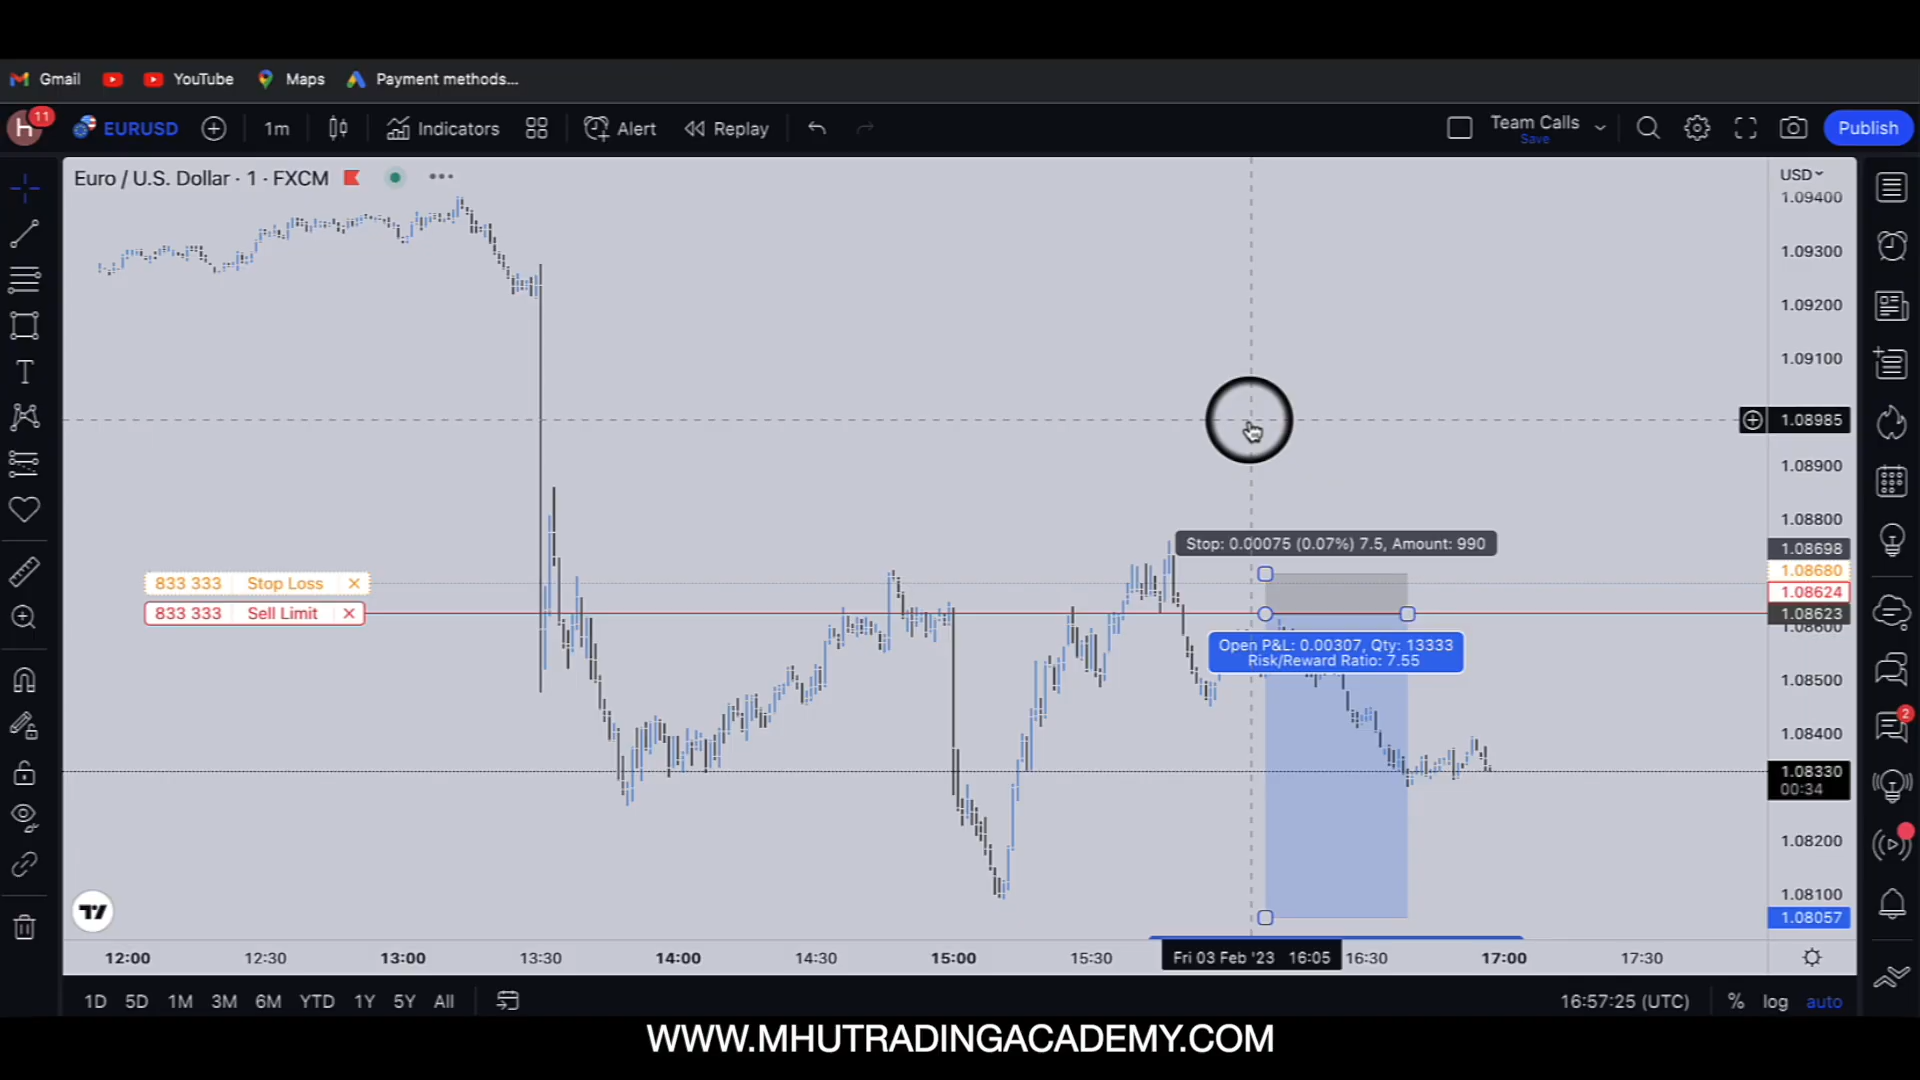 Gmail YouTube Maps Payment methods...
H 11 EURUSD 1m Indicators Alert Replay Team Calls Save Publish
Euro / U.S. Dollar · 1 · FXCM
USD
1.09400
1.09300
1.09200
1.09100
1.08985
1.08900
1.08800
Stop: 0.00075 (0.07%) 7.5, Amount: 990
1.08698
1.08680
833 333 Stop Loss
1.08624
833 333 Sell Limit
1.08623
1.08600
Open P&L: 0.00307, Qty: 13333
Risk/Reward Ratio: 7.55
1.08500
2
1.08400
1.08330
00:34
1.08200
1.08100
1.08057
12:00 12:30 13:00 13:30 14:00 14:30 15:00 15:30 Fri 03 Feb '23 16:05 16:30 17:00 17:30
1D 5D 1M 3M 6M YTD 1Y 5Y All 16:57:25 (UTC) % log auto
WWW.MHUTRADINGACADEMY.COM